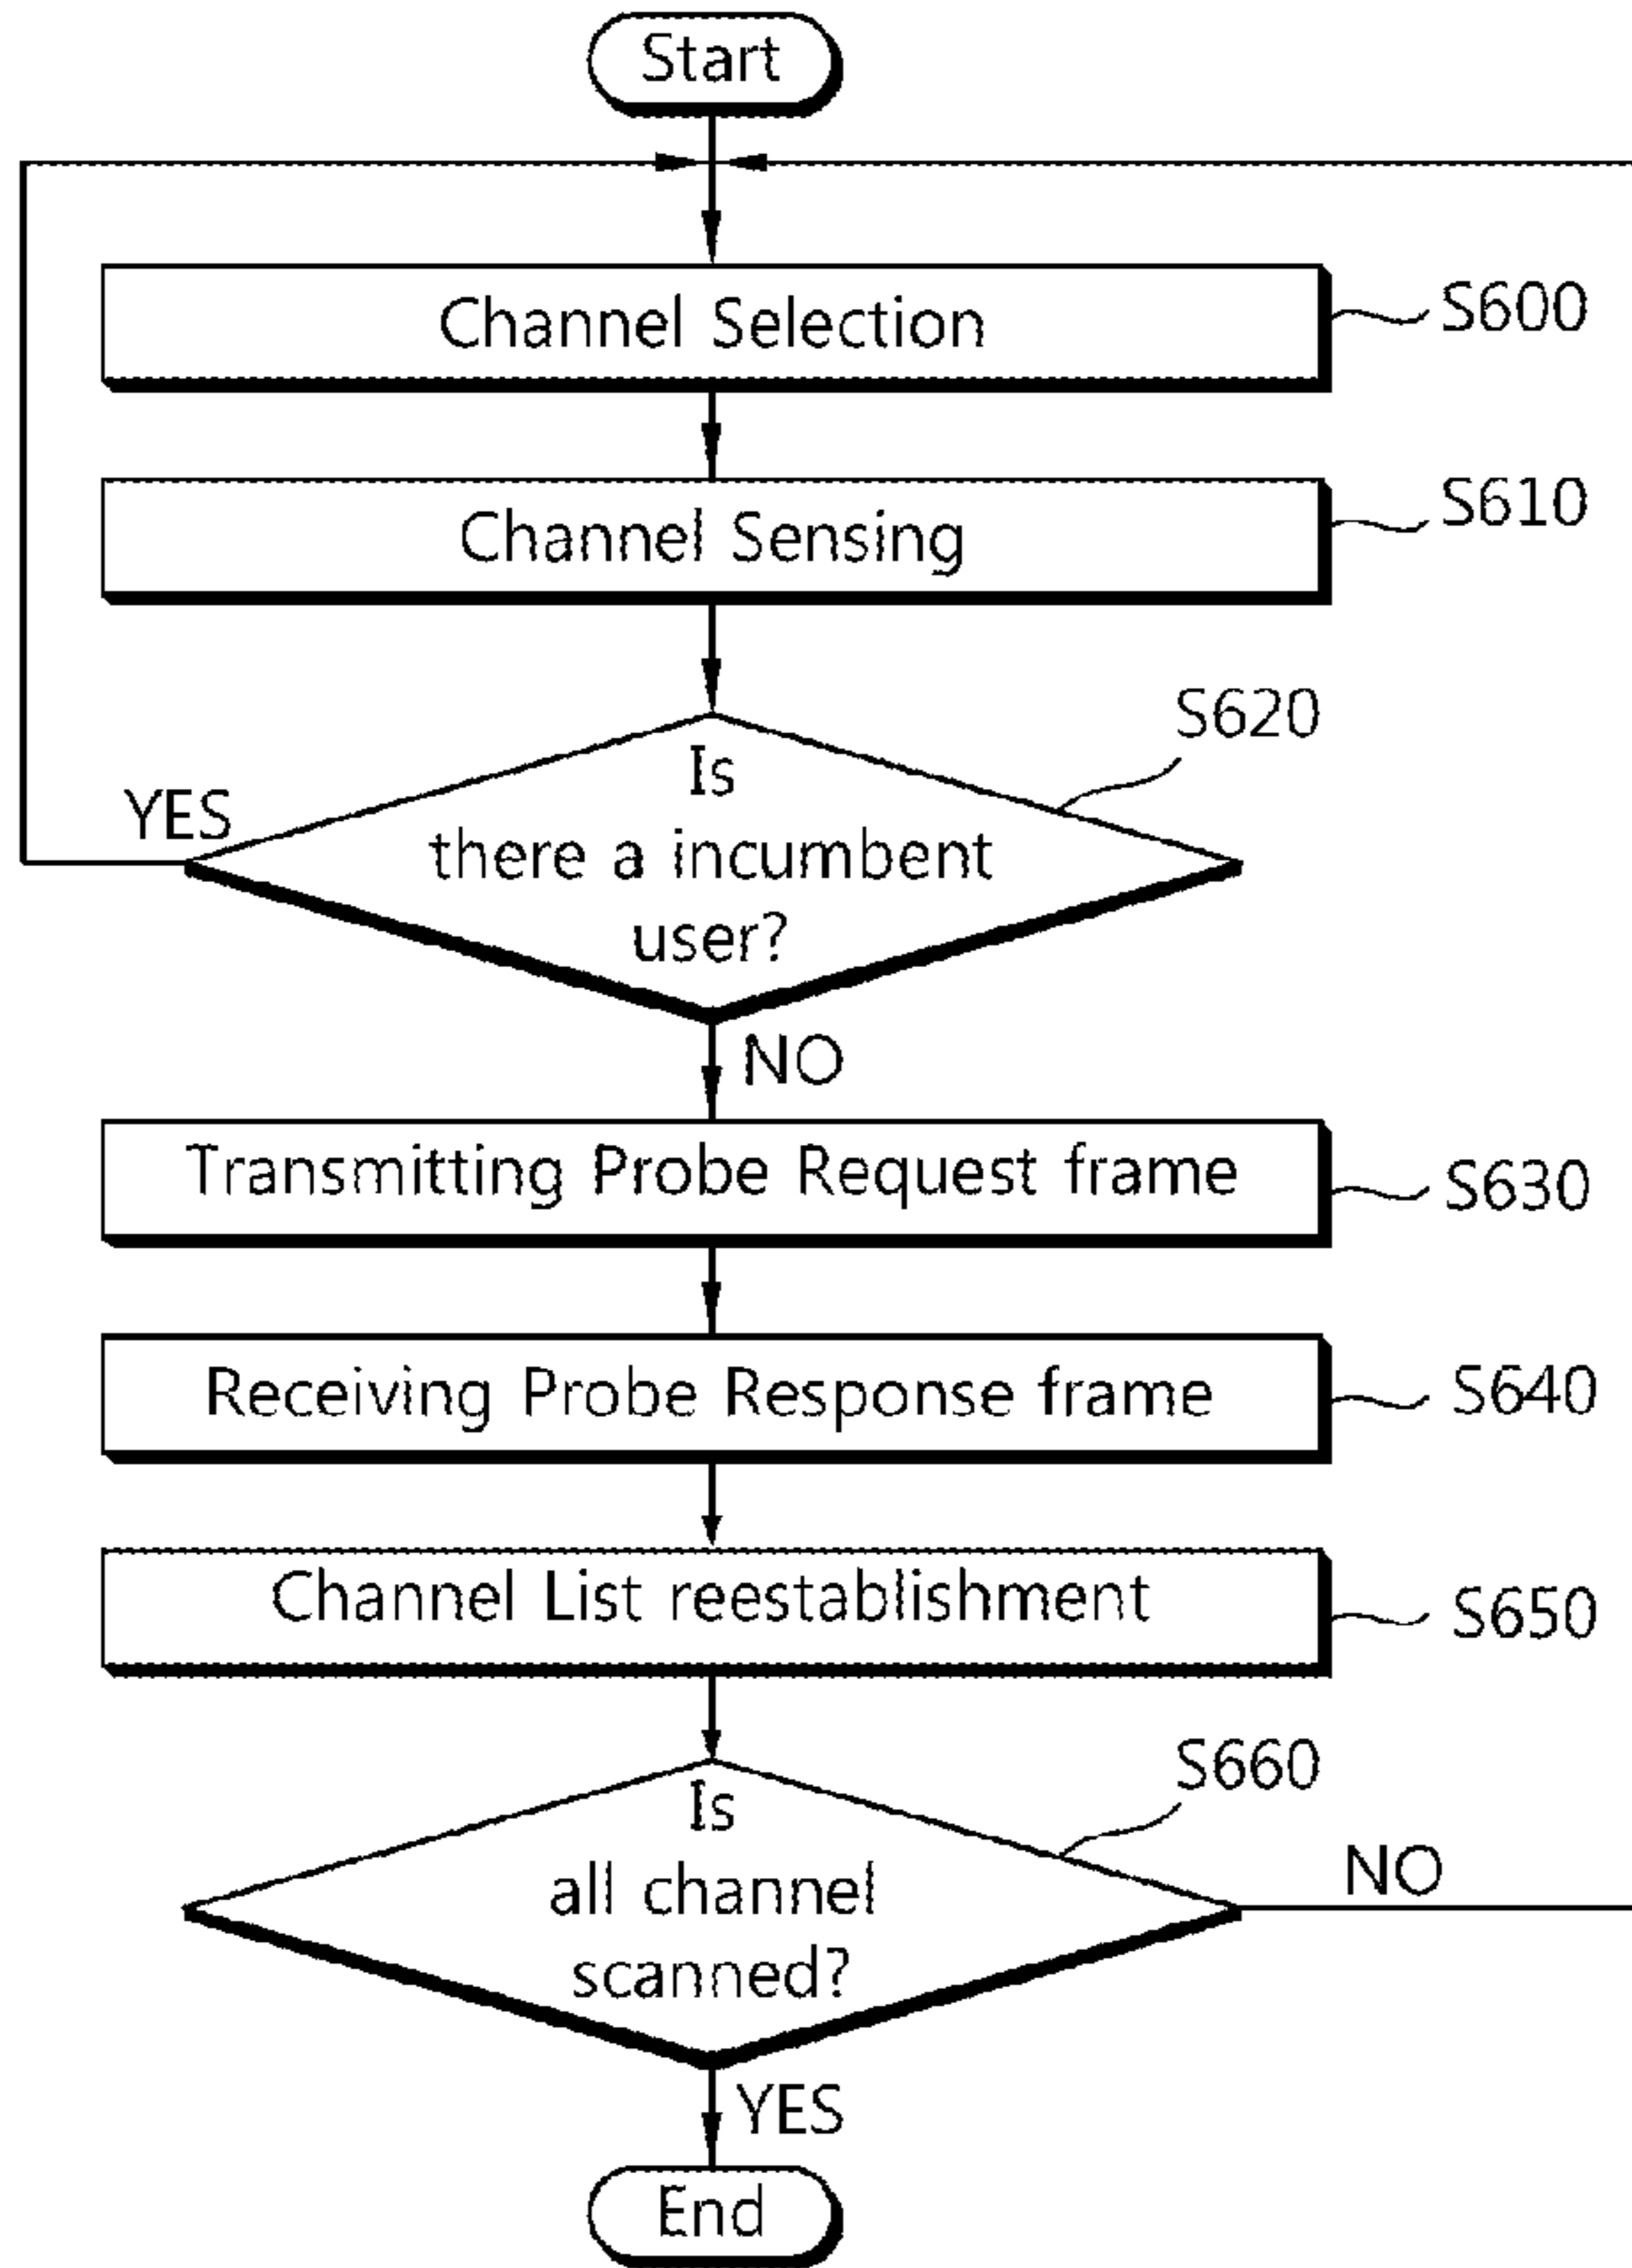 Start
Channel Selection
S600
Channel Sensing
S610
S620
Is
there a incumbent
user?
YES
NO
Transmitting Probe Request frame
S630
Receiving Probe Response frame
S640
Channel List reestablishment
S650
S660
Is
all channel
scanned?
NO
YES
End